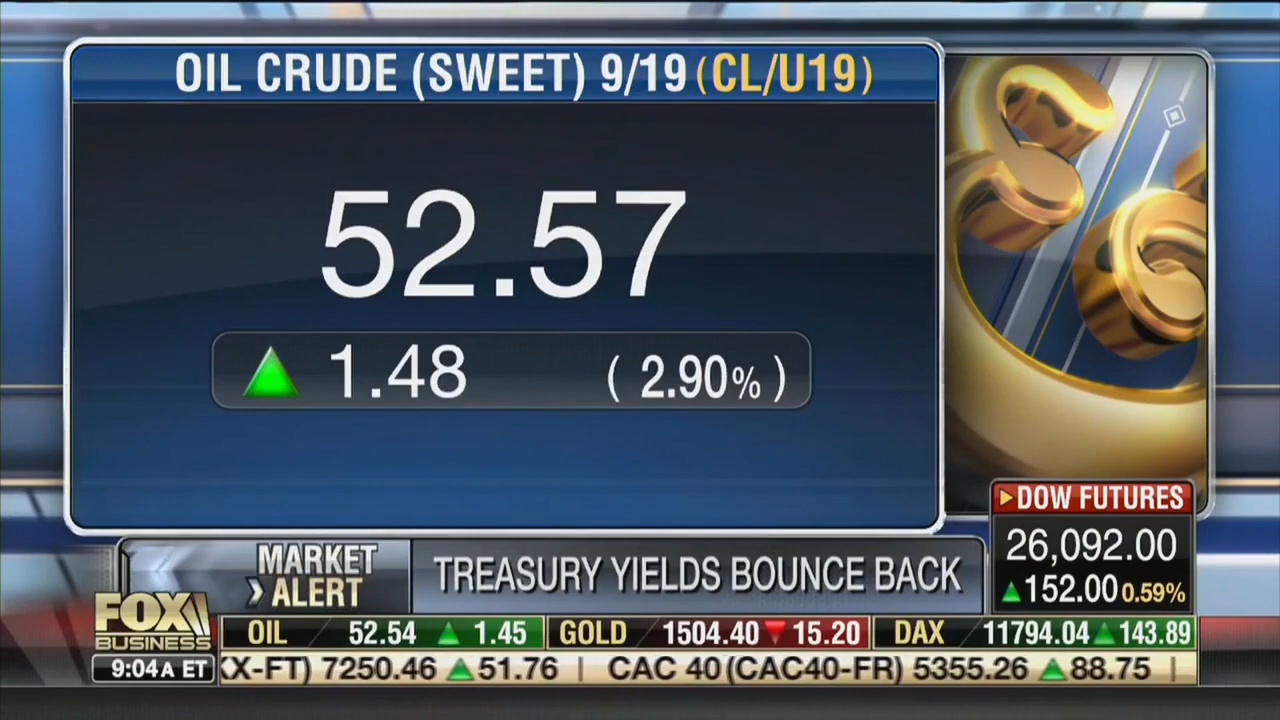 OIL CRUDE (SWEET) 9/19 (CL/U19)
52.57
▲ 1.48 ( 2.90% )
DOW FUTURES
26,092.00
▲152.00 0.59%
MARKET ALERT
TREASURY YIELDS BOUNCE BACK
FOX BUSINESS
OIL 52.54 ▲ 1.45 GOLD 1504.40 ▼ 15.20 DAX 11794.04 ▲ 143.89
9:04A ET
X-FT) 7250.46 ▲ 51.76 | CAC 40 (CAC40-FR) 5355.26 ▲ 88.75 |